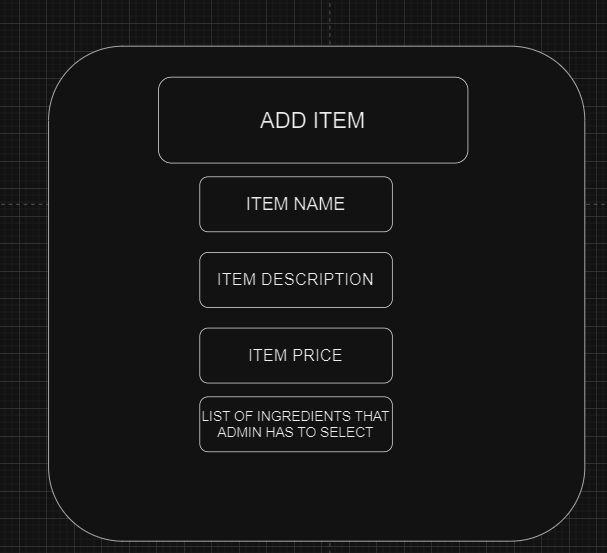 ADD ITEM
ITEM NAME
ITEM DESCRIPTION
ITEM PRICE
LIST OF INGREDIENTS THAT
ADMIN HAS TO SELECT